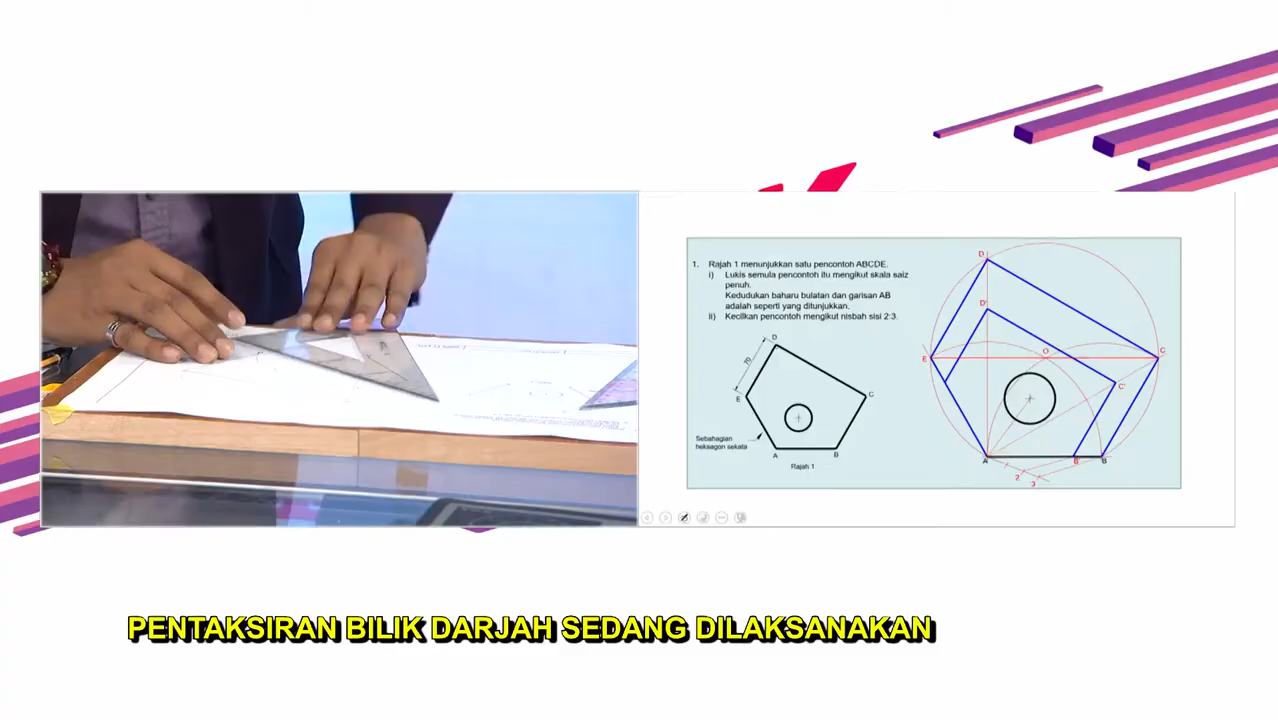 1. Rajah 1 menunjukkan satu pencontoh ABCDE.
i) Lukis semula pencontoh itu mengikut skala saiz
penuh.
Kedudukan baharu bulatan dan garisan AB
adalah seperti yang ditunjukkan.
ii) Kecilkan pencontoh mengikut nisbah sisi 2:3.
D
70
E
C
Sebahagian
heksagon sekata
A
B
Rajah 1
D
D'
E
O
C
C'
A
B'
B
2
3
PENTAKSIRAN BILIK DARJAH SEDANG DILAKSANAKAN